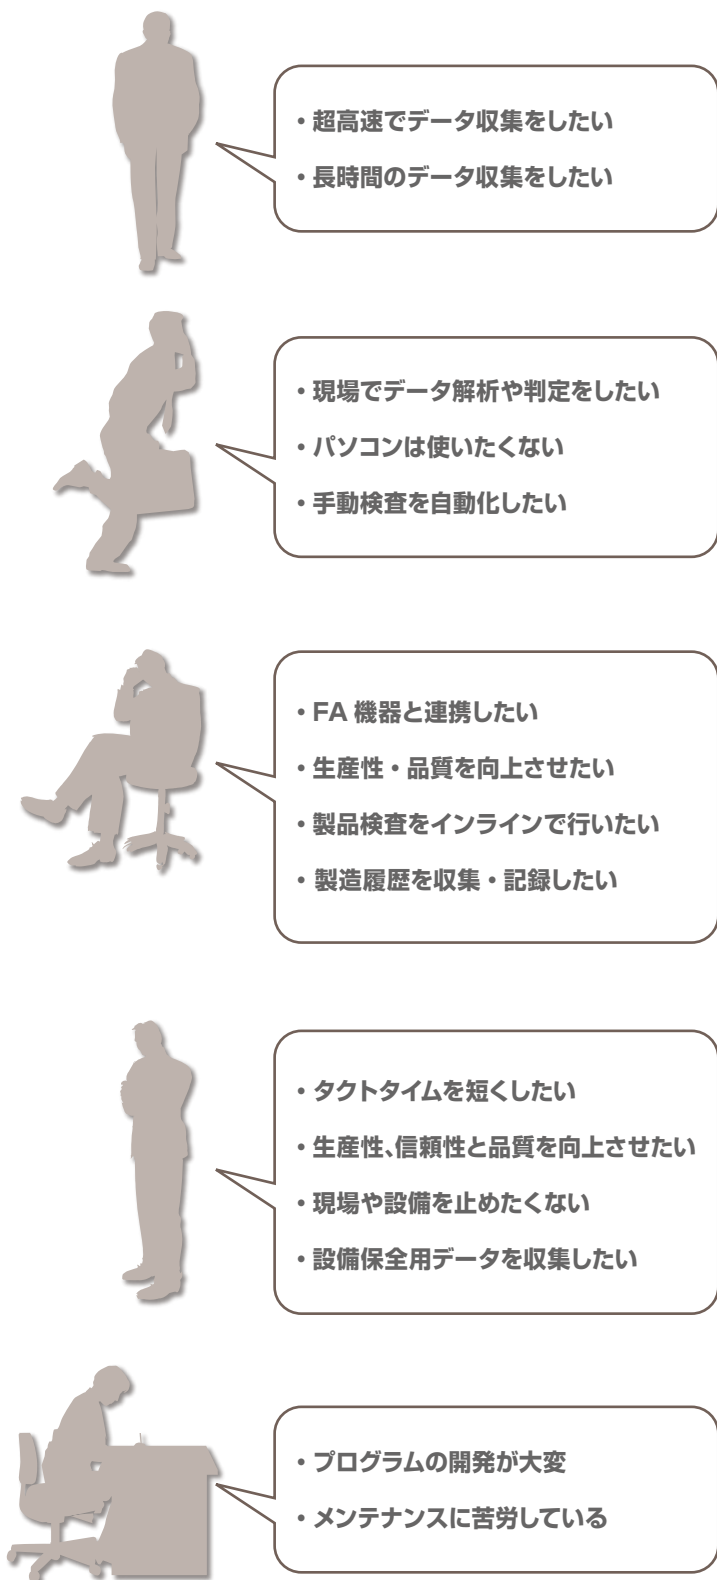 ・超高速でデータ収集をしたい
・長時間のデータ収集をしたい
・現場でデータ解析や判定をしたい
・パソコンは使いたくない
・手動検査を自動化したい
・FA 機器と連携したい
・生産性・品質を向上させたい
・製品検査をインラインで行いたい
・製造履歴を収集・記録したい
・タクトタイムを短くしたい
・生産性、信頼性と品質を向上させたい
・現場や設備を止めたくない
・設備保全用データを収集したい
・プログラムの開発が大変
・メンテナンスに苦労している